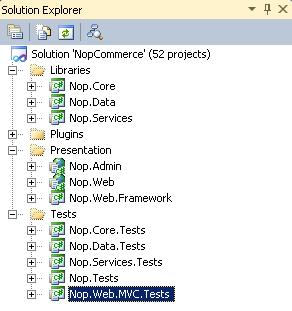 Solution Explorer
Solution 'NopCommerce' (52 projects)
Libraries
Nop.Core
Nop.Data
Nop.Services
Plugins
Presentation
Nop.Admin
Nop.Web
Nop.Web.Framework
Tests
Nop.Core.Tests
Nop.Data.Tests
Nop.Services.Tests
Nop.Tests
Nop.Web.MVC.Tests